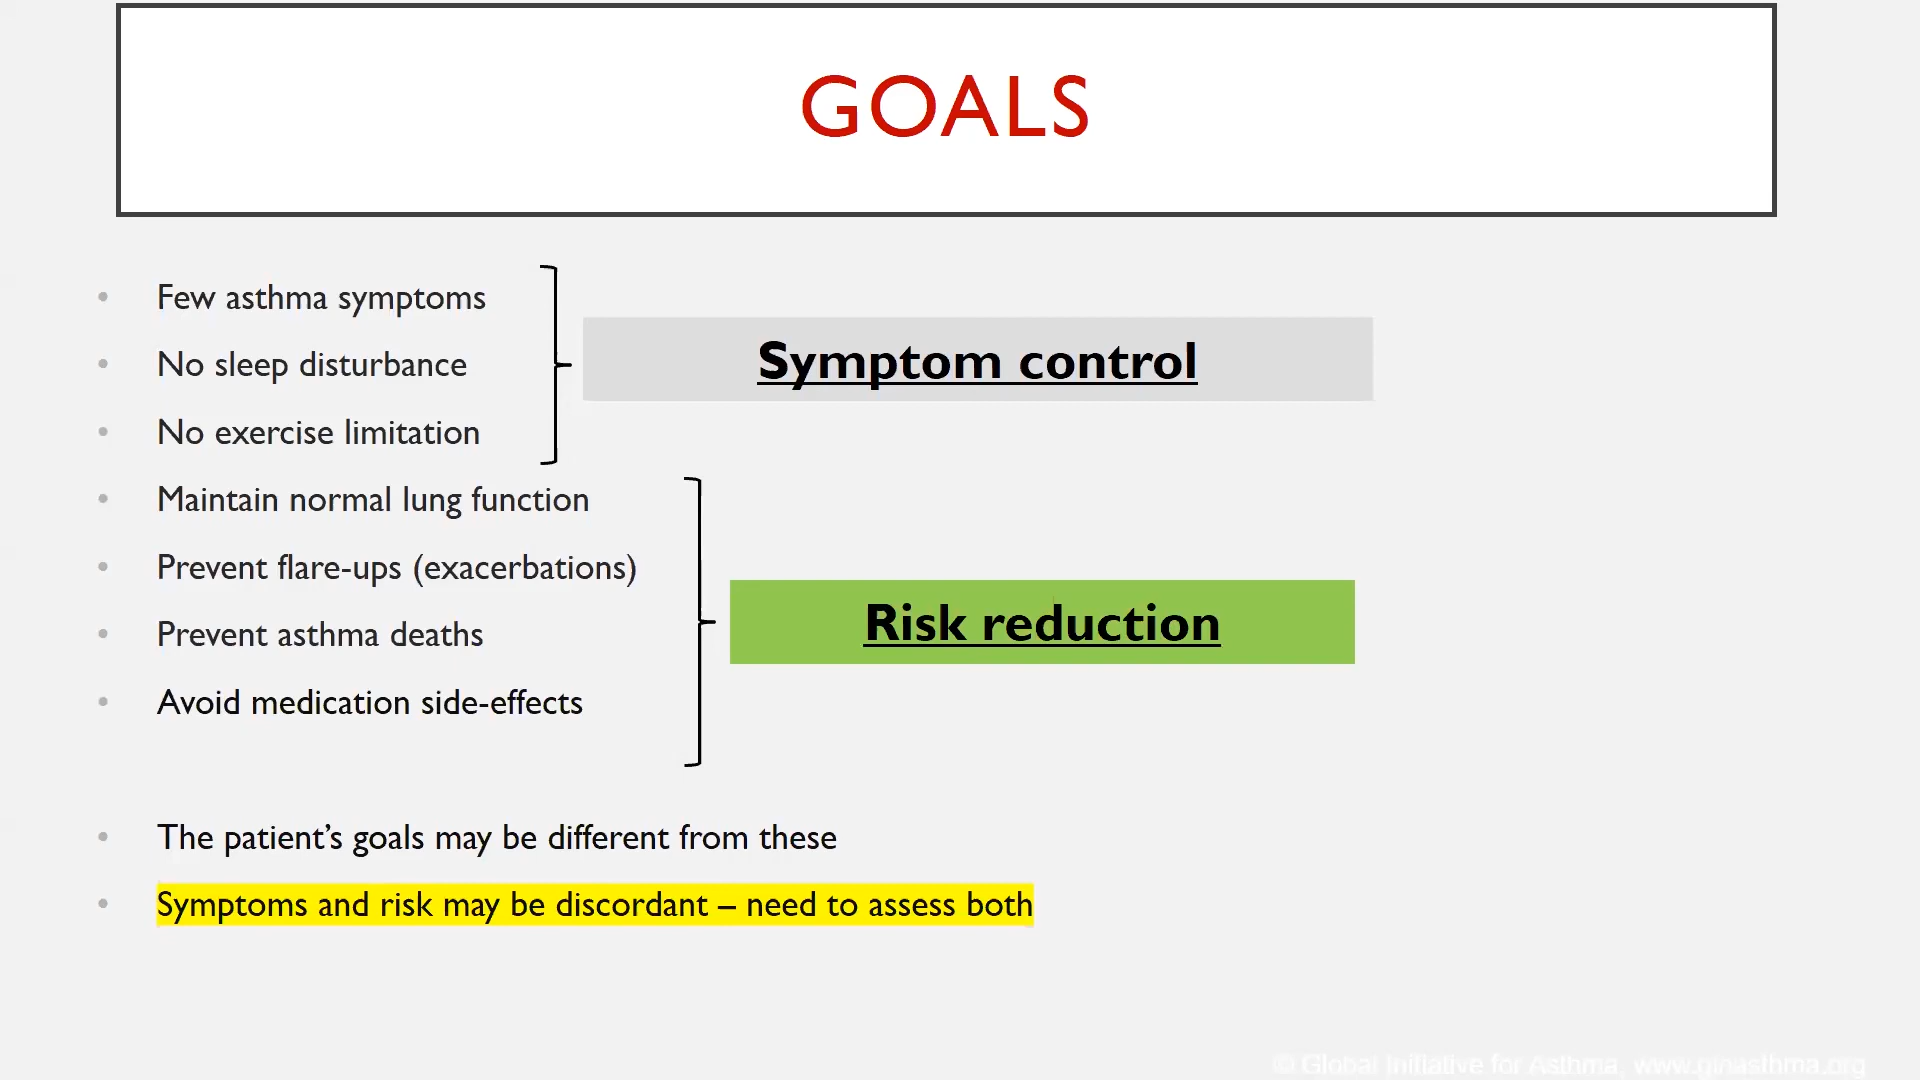 GOALS
• Few asthma symptoms
• No sleep disturbance
• No exercise limitation
Symptom control
• Maintain normal lung function
• Prevent flare-ups (exacerbations)
• Prevent asthma deaths
• Avoid medication side-effects
Risk reduction
• The patient’s goals may be different from these
• Symptoms and risk may be discordant – need to assess both
© Global Initiative for Asthma, www.ginasthma.org